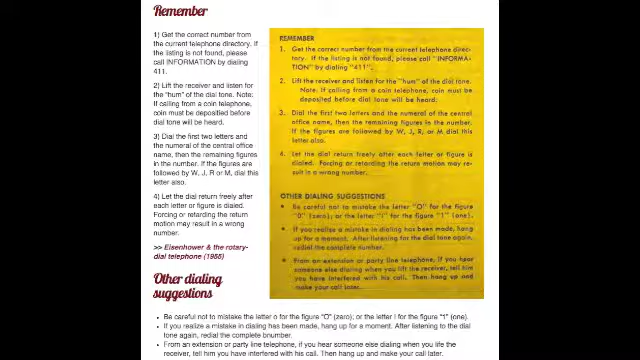 Remember
1) Get the correct number from
the current telephone directory. If
the listing is not found, please
call INFORMATION by dialing
411.
2) Lift the receiver and listen for
the "hum" of the dial tone. Note:
If calling from a coin telephone,
coin must be deposited before
dial tone will be heard.
3) Dial the first two letters and
the numeral of the central office
name, then the remaining figures
in the number. If the figures are
followed by W, J, R or M, dial this
letter also.
4) Let the dial return freely after
each letter or figure is dialed.
Forcing or retarding the return
motion may result in a wrong
number.
>> Eisenhower & the rotary-
dial telephone (1955)
Other dialing
suggestions
REMEMBER
1. Get the correct number from the current telephone direc-
tory. If the listing is not found, please call "INFORMA-
TION" by dialing "411".
2. Lift the receiver and listen for the "hum" of the dial tone.
Note: If calling from a coin telephone, coin must be
deposited before dial tone will be heard.
3. Dial the first two letters and the numeral of the central
office name, then the remaining figures in the number.
If the figures are followed by W, J, R, or M dial this
letter also.
4. Let the dial return freely after each letter or figure is
dialed. Forcing or retarding the return motion may re-
sult in a wrong number.
OTHER DIALING SUGGESTIONS
• Be careful not to mistake the letter "O" for the figure
"0" (zero); or the letter "I" for the figure "1" (one).
• If you realize a mistake in dialing has been made, hang
up for a moment. After listening for the dial tone again,
redial the complete number.
• From an extension or party line telephone, if you hear
someone else dialing when you lift the receiver, tell him
you have interfered with his call. Then hang up and
make your call later.
• Be careful not to mistake the letter o for the figure "O" (zero); or the letter I for the figure "1" (one).
• If you realize a mistake in dialing has been made, hang up for a moment. After listening to the dial
tone again, redial the complete bnumber.
• From an extension or party line telephone, if you hear someone else dialing when you lift the
receiver, tell him you have interfered with his call. Then hang up and make your call later.